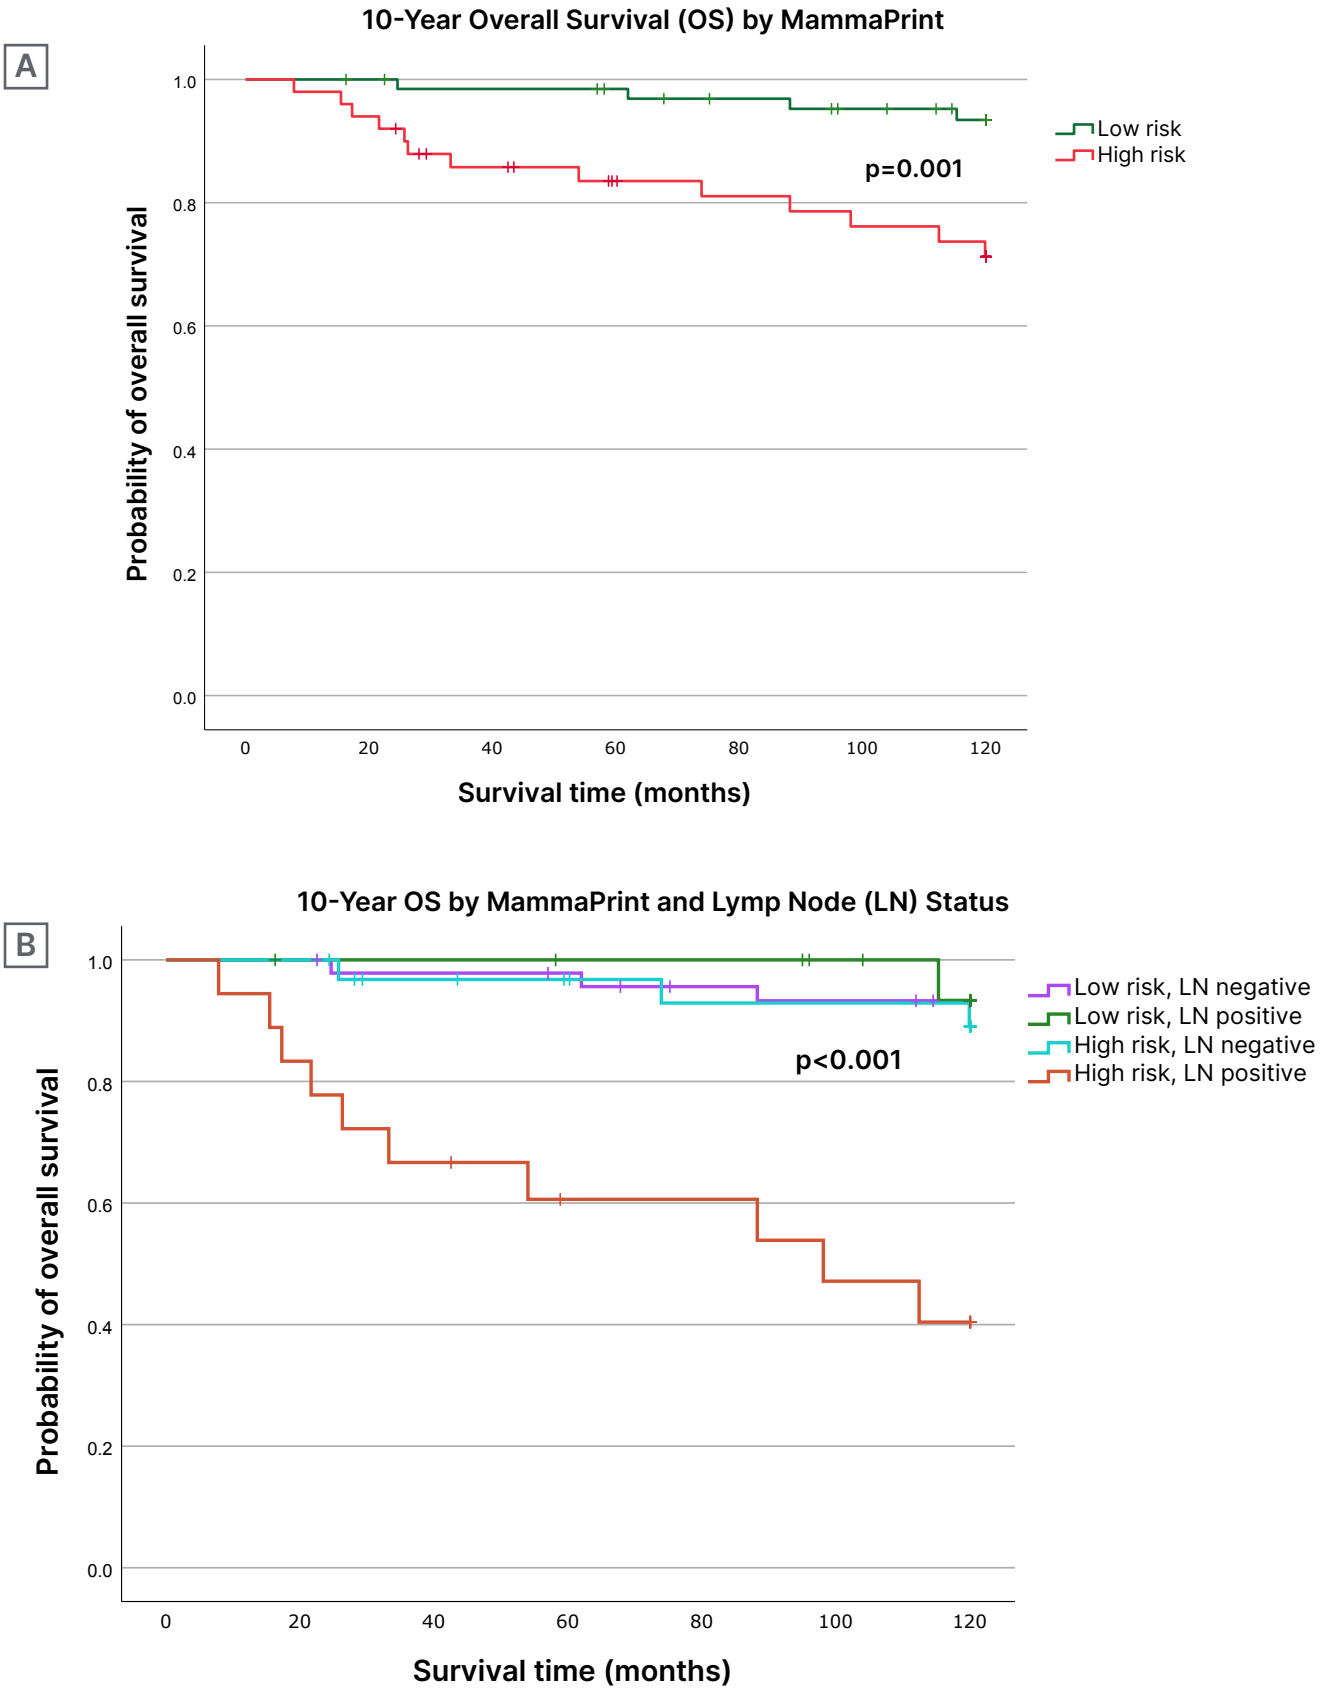 10-Year Overall Survival (OS) by MammaPrint
A
1.0
0.8
0.6
0.4
0.2
0.0
Probability of overall survival
Low risk
High risk
p=0.001
0 20 40 60 80 100 120
Survival time (months)
10-Year OS by MammaPrint and Lymp Node (LN) Status
B
1.0
0.8
0.6
0.4
0.2
0.0
Probability of overall survival
Low risk, LN negative
Low risk, LN positive
High risk, LN negative
High risk, LN positive
p<0.001
0 20 40 60 80 100 120
Survival time (months)